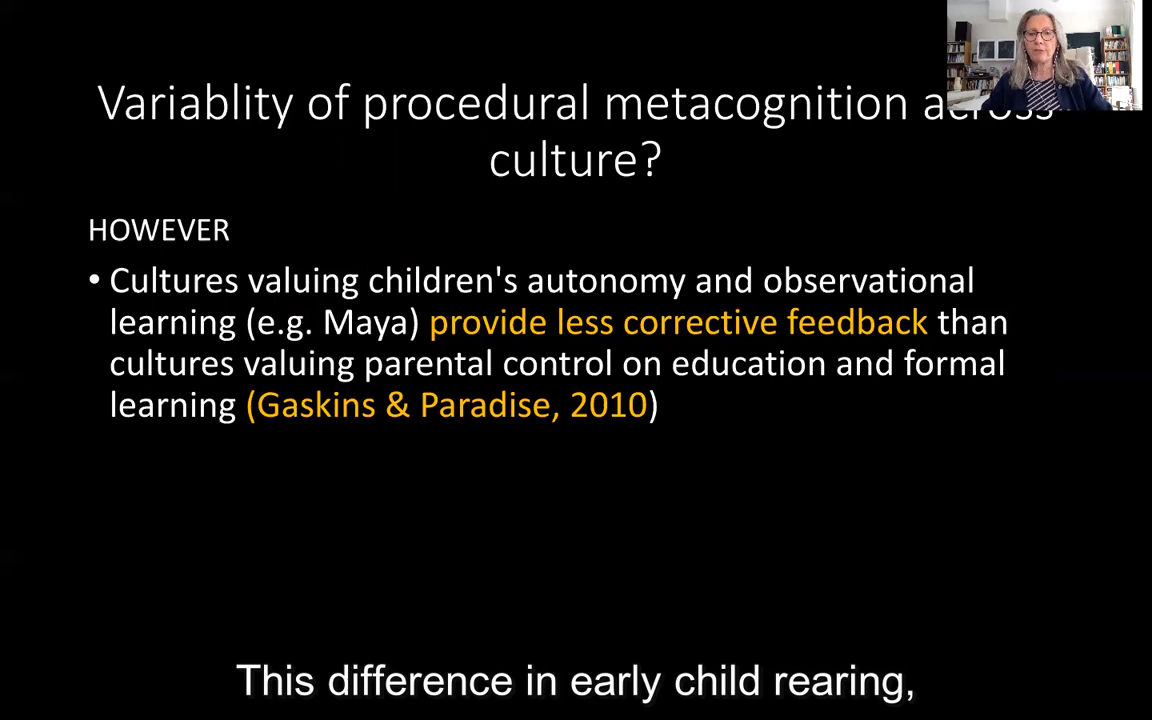 Variablity of procedural metacognition across
culture?
HOWEVER
• Cultures valuing children's autonomy and observational
learning (e.g. Maya) provide less corrective feedback than
cultures valuing parental control on education and formal
learning (Gaskins & Paradise, 2010)
This difference in early child rearing,